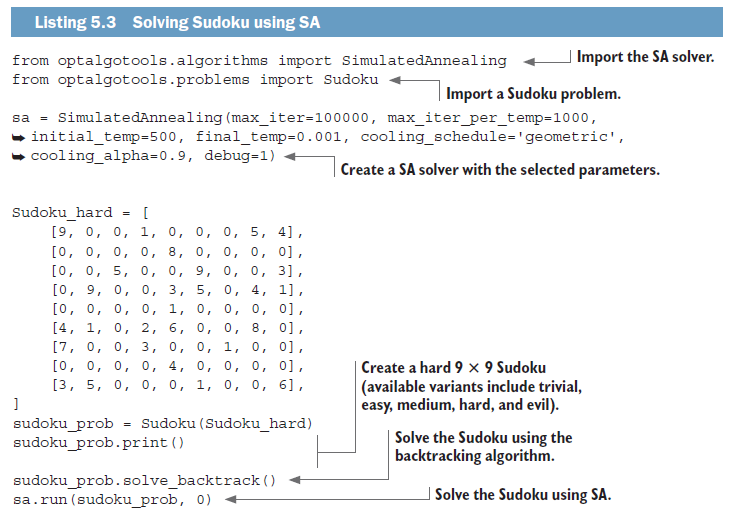 Listing 5.3 Solving Sudoku using SA
from optalgotools.algorithms import SimulatedAnnealing
Import the SA solver.
from optalgotools.problems import Sudoku
Import a Sudoku problem.
sa = SimulatedAnnealing(max_iter=100000, max_iter_per_temp=1000,
➥ initial_temp=500, final_temp=0.001, cooling_schedule='geometric',
➥ cooling_alpha=0.9, debug=1)
Create a SA solver with the selected parameters.
Sudoku_hard = [
[9, 0, 0, 1, 0, 0, 0, 5, 4],
[0, 0, 0, 0, 8, 0, 0, 0, 0],
[0, 0, 5, 0, 0, 9, 0, 0, 3],
[0, 9, 0, 0, 3, 5, 0, 4, 1],
[0, 0, 0, 0, 1, 0, 0, 0, 0],
[4, 1, 0, 2, 6, 0, 0, 8, 0],
[7, 0, 0, 3, 0, 0, 1, 0, 0],
[0, 0, 0, 0, 4, 0, 0, 0, 0],
[3, 5, 0, 0, 0, 1, 0, 0, 6],
]
Create a hard 9 × 9 Sudoku
(available variants include trivial,
easy, medium, hard, and evil).
sudoku_prob = Sudoku(Sudoku_hard)
sudoku_prob.print()
Solve the Sudoku using the
backtracking algorithm.
sudoku_prob.solve_backtrack()
sa.run(sudoku_prob, 0)
Solve the Sudoku using SA.